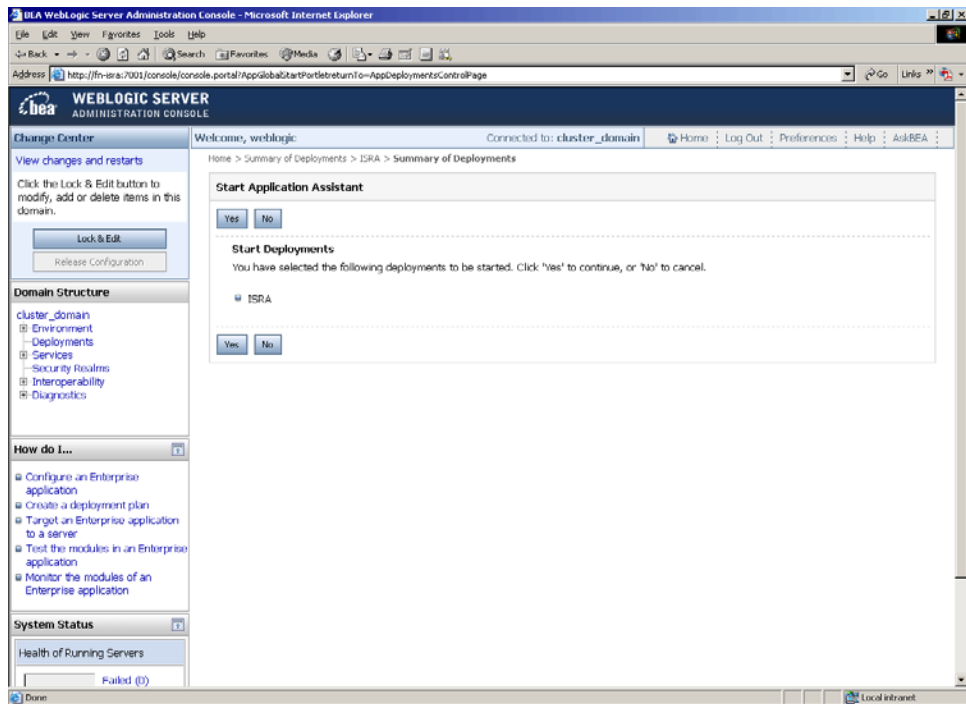 BEA WebLogic Server Administration Console - Microsoft Internet Explorer
File Edit View Favorites Tools Help
Back Search Favorites Media
Address http://fn-isra:7001/console/console.portal?AppGlobalStartPortletreturnTo=AppDeploymentsControlPage Go Links »
bea WEBLOGIC SERVER
ADMINISTRATION CONSOLE
Change Center
View changes and restarts
Click the Lock & Edit button to
modify, add or delete items in this
domain.
Lock & Edit
Release Configuration
Domain Structure
cluster_domain
Environment
Deployments
Services
Security Realms
Interoperability
Diagnostics
How do I...
Configure an Enterprise
application
Create a deployment plan
Target an Enterprise application
to a server
Test the modules in an Enterprise
application
Monitor the modules of an
Enterprise application
System Status
Health of Running Servers
Failed (0)
Welcome, weblogic Connected to: cluster_domain Home Log Out Preferences Help AskBEA
Home > Summary of Deployments > ISRA > Summary of Deployments
Start Application Assistant
Yes No
Start Deployments
You have selected the following deployments to be started. Click 'Yes' to continue, or 'No' to cancel.
ISRA
Yes No
Done Local intranet